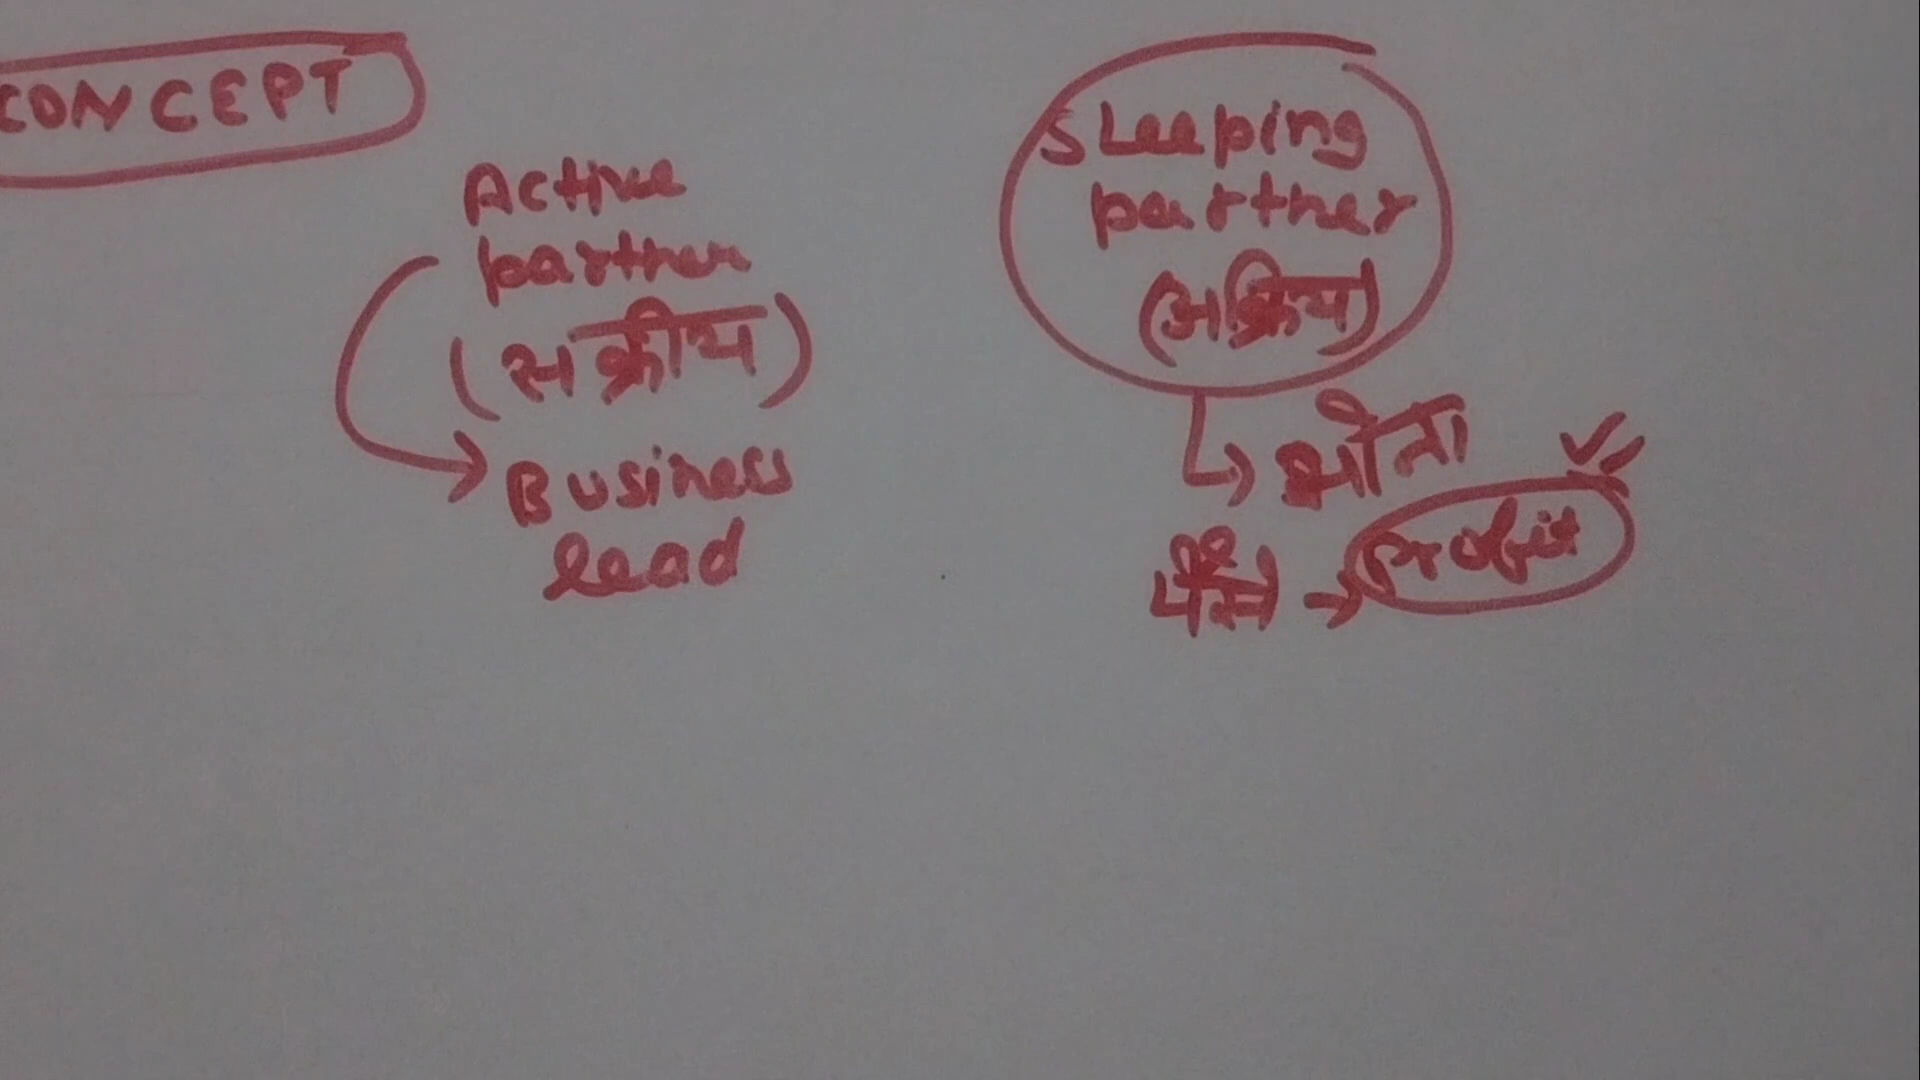 CONCEPT
Active
partner
(सक्रीय)
Business
lead
Sleeping
partner
(अक्रिय)
पैसा → Profit